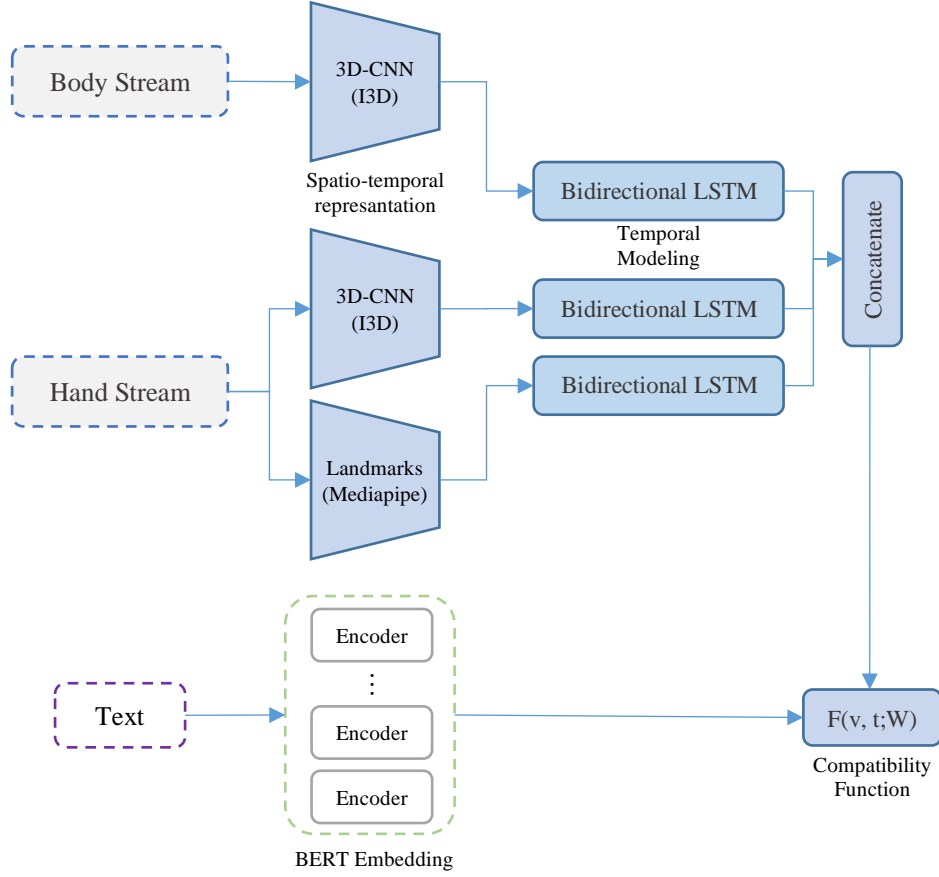 Body Stream
3D-CNN
(I3D)
Spatio-temporal
represantation
Bidirectional LSTM
Temporal
Modeling
Concatenate
Hand Stream
3D-CNN
(I3D)
Bidirectional LSTM
Landmarks
(Mediapipe)
Bidirectional LSTM
Text
Encoder
...
Encoder
Encoder
BERT Embedding
F(v, t;W)
Compatibility
Function